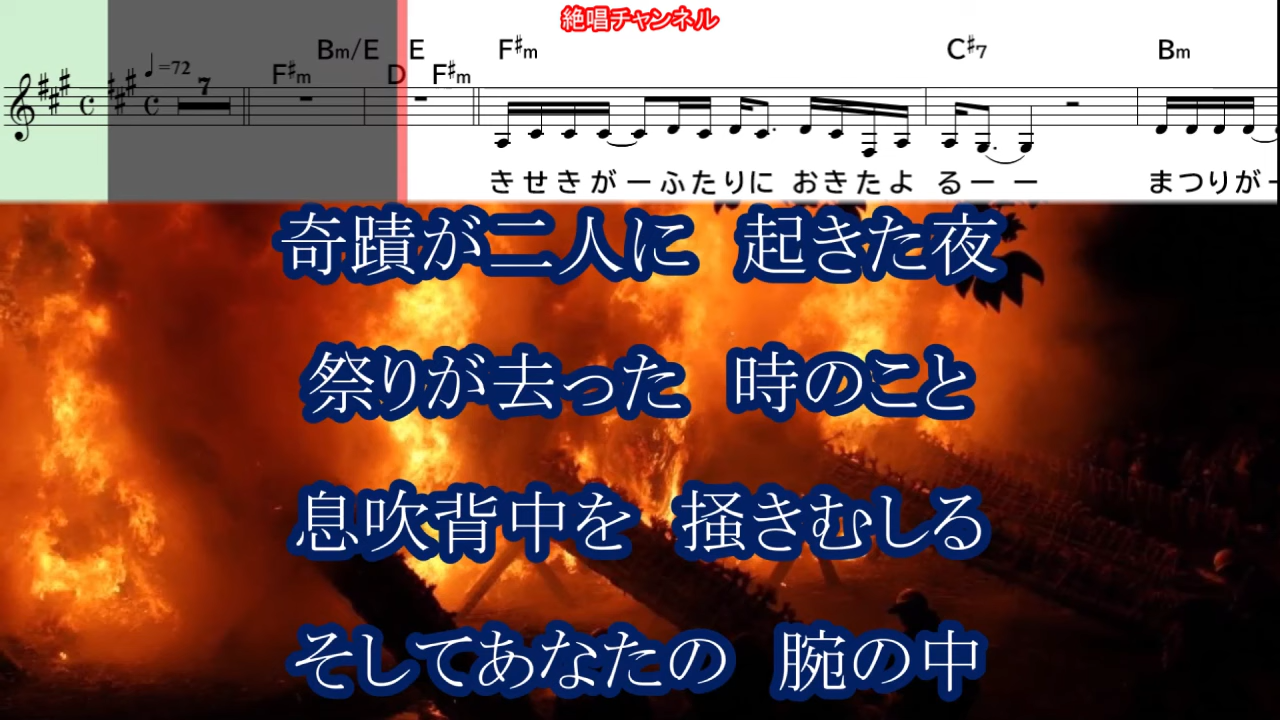 絶唱チャンネル
Bm/E E F♯m C♯7 Bm
♩=72 F♯m D F♯m
7
きせきがーふたりに おきたよ るーー まつりがー
奇蹟が二人に 起きた夜
祭りが去った 時のこと
息吹背中を 掻きむしる
そしてあなたの 腕の中